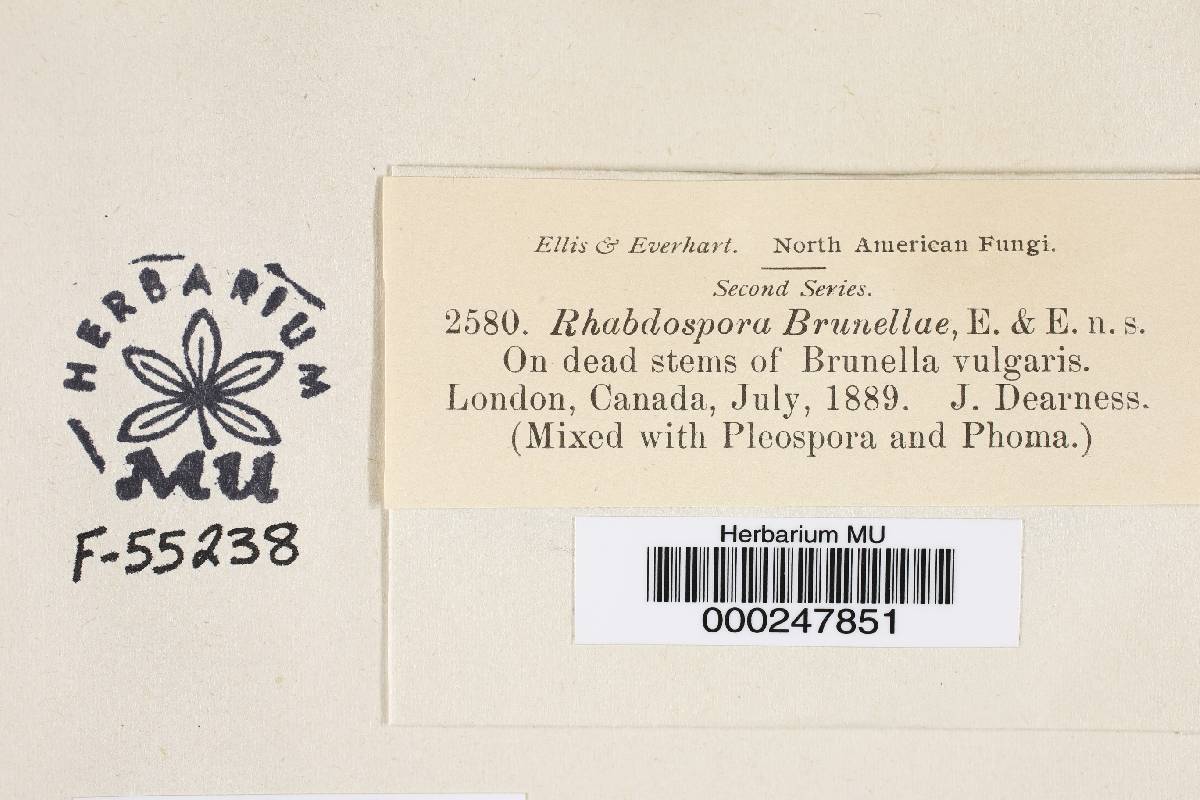 Ellis & Everhart. North American Fungi.
Second Series.
2580. Rhabdospora Brunellae, E. & E. n. s.
On dead stems of Brunella vulgaris.
London, Canada, July, 1889. J. Dearness.
(Mixed with Pleospora and Phoma.)
HERBARIUM
MU
F-55238
Herbarium MU
000247851